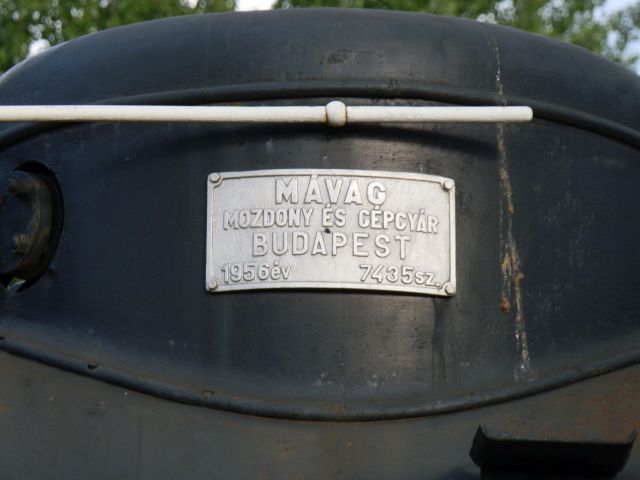 MÁVAG
MOZDONY ÉS GÉPGYÁR
BUDAPEST
1956év 7435sz.